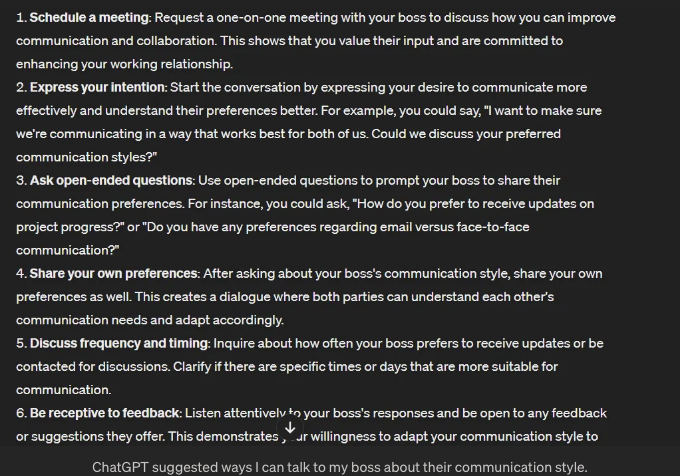 1. Schedule a meeting: Request a one-on-one meeting with your boss to discuss how you can improve
communication and collaboration. This shows that you value their input and are committed to
enhancing your working relationship.
2. Express your intention: Start the conversation by expressing your desire to communicate more
effectively and understand their preferences better. For example, you could say, "I want to make sure
we're communicating in a way that works best for both of us. Could we discuss your preferred
communication styles?"
3. Ask open-ended questions: Use open-ended questions to prompt your boss to share their
communication preferences. For instance, you could ask, "How do you prefer to receive updates on
project progress?" or "Do you have any preferences regarding email versus face-to-face
communication?"
4. Share your own preferences: After asking about your boss's communication style, share your own
preferences as well. This creates a dialogue where both parties can understand each other's
communication needs and adapt accordingly.
5. Discuss frequency and timing: Inquire about how often your boss prefers to receive updates or be
contacted for discussions. Clarify if there are specific times or days that are more suitable for
communication.
6. Be receptive to feedback: Listen attentively to your boss's responses and be open to any feedback
or suggestions they offer. This demonstrates willingness to adapt your communication style to
ChatGPT suggested ways I can talk to my boss about their communication style.